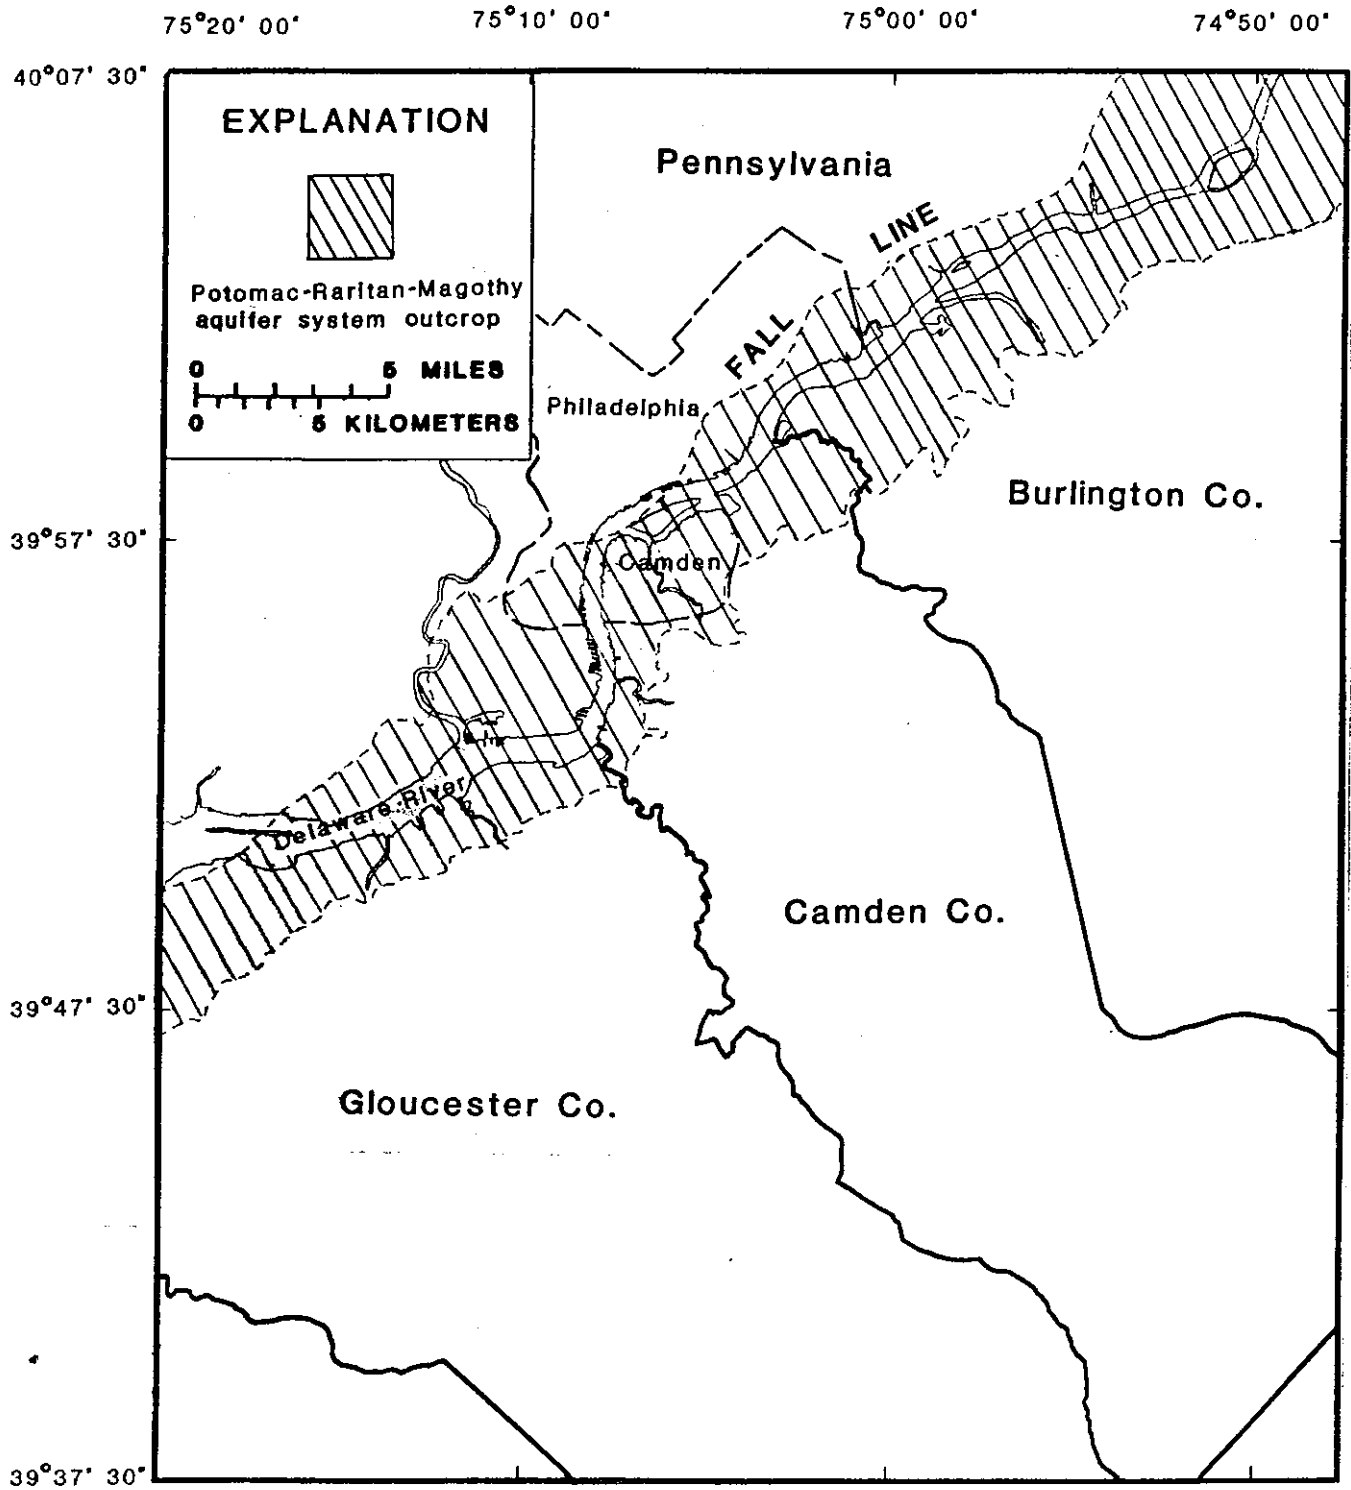 75°20' 00" 75°10' 00" 75°00' 00" 74°50' 00"
40°07' 30"
EXPLANATION
Potomac-Raritan-Magothy
aquifer system outcrop
0 5 MILES
0 5 KILOMETERS
Pennsylvania
FALL LINE
Philadelphia
Burlington Co.
39°57' 30"
Camden
Delaware River
Camden Co.
39°47' 30"
Gloucester Co.
39°37' 30"